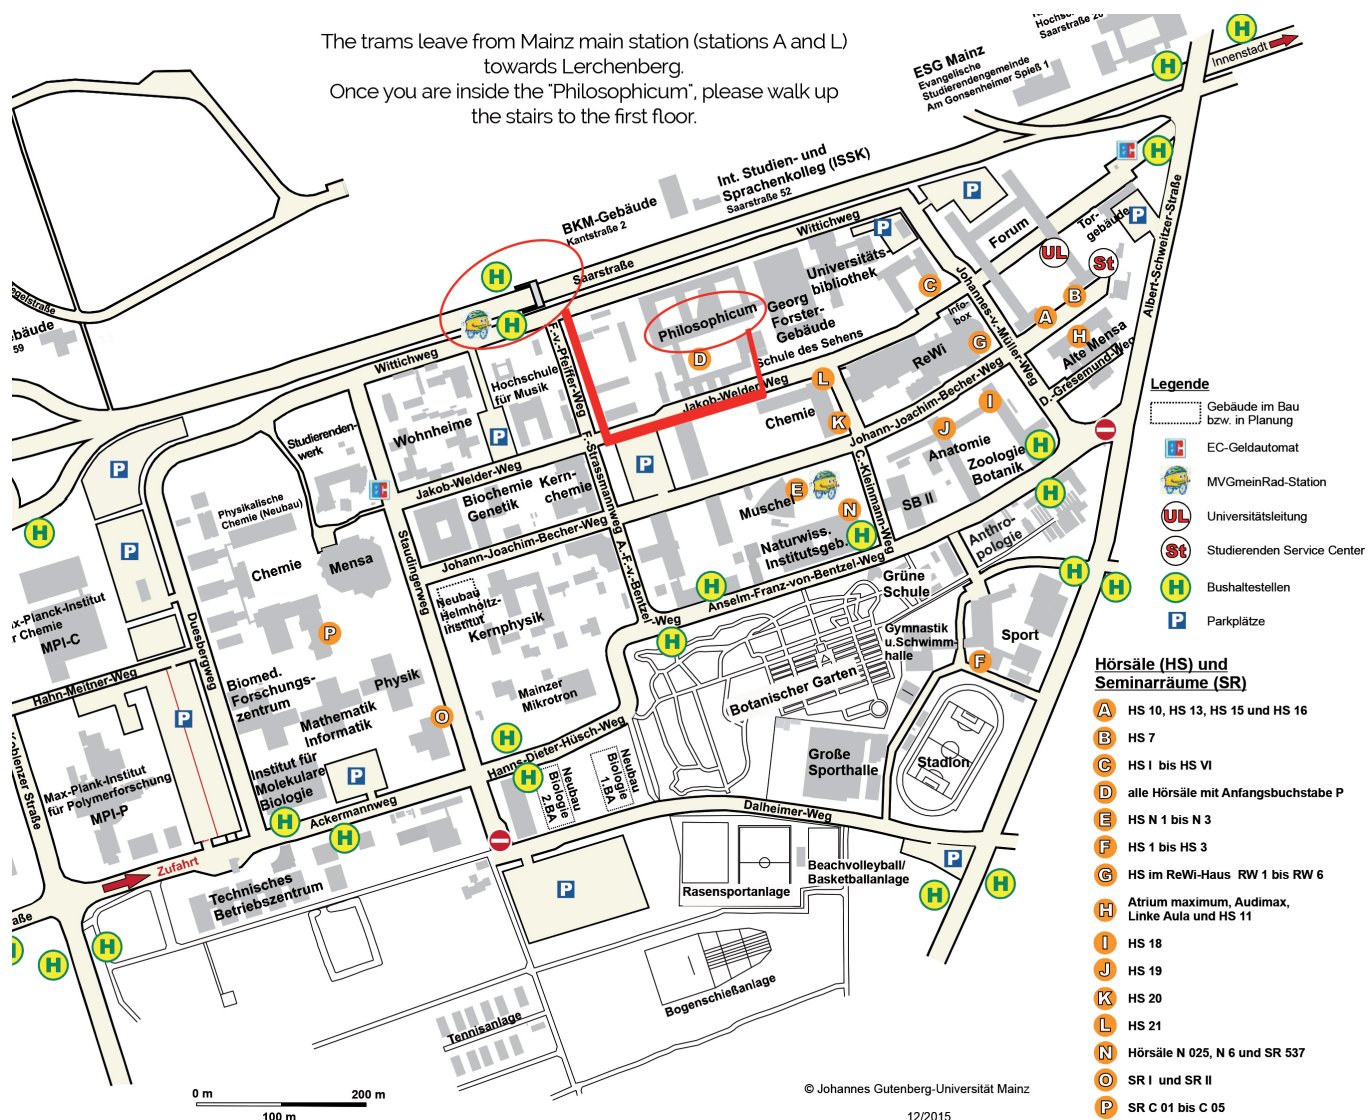 The trams leave from Mainz main station (stations A and L)
towards Lerchenberg.
Once you are inside the "Philosophicum", please walk up
the stairs to the first floor.
Saarstraße 20
ESG Mainz
Evangelische
Studierendengemeinde
Am Gonsenheimer Spieß 1
H
Innenstadt
H
Int. Studien- und
Sprachenkolleg (ISSK)
Saarstraße 52
BKM-Gebäude
Kantstraße 2
EC
H
P
Wittichweg
Saarstraße
P
P
Forum
Tor-
gebäude
UL
St
Albert-Schweitzer-Straße
H
H
Universitäts-
bibliothek
C
Johannes-v.-Müller-Weg
B
A
H
Alte Mensa
D.-Gresemund-Weg
Philosophicum
Georg
Forster-
Gebäude
D
Schule des Sehens
Info-
box
ReWi
G
59
Wittichweg
Hochschule
für Musik
F.-v.-Pfeiffer-Weg
Jakob-Welder-Weg
L
Chemie
K
Johann-Joachim-Becher-Weg
I
J
Anatomie
Zoologie
Botanik
H
Studierenden-
werk
Wohnheime
P
P
P
F.-Strassmannweg
EC
Jakob-Welder-Weg
Biochemie
Genetik
Kern-
chemie
Muschel
E
N
C.-Kleinmann-Weg
SB II
H
Anthro-
pologie
Physikalische
Chemie (Neubau)
H
P
Chemie
Mensa
Staudingerweg
Johann-Joachim-Becher-Weg
A.-F.-v.-Bentzel-Weg
Naturwiss.
Institutsgeb.
H
H
Anselm-Franz-von-Bentzel-Weg
Grüne
Schule
H
H
MPI-C
Hahn-Meitner-Weg
Duesbergweg
Neubau
Helmholtz-
Institut
Kernphysik
H
Gymnastik
u.Schwimm-
halle
Sport
F
P
Biomed.
Forschungs-
zentrum
Physik
Mainzer
Mikrotron
Botanischer Garten
P
Mathematik
Informatik
O
H
Hanns-Dieter-Hüsch-Weg
H
Große
Sporthalle
Stadion
Max-Plank-Institut
für Polymerforschung
MPI-P
Institut für
Molekulare
Biologie
P
Neubau
Biologie
2.BA
Neubau
Biologie
1.BA
H
Ackermannweg
H
Dalheimer-Weg
Zufahrt
Technisches
Betriebszentrum
P
Rasensportanlage
Beachvolleyball/
Basketballanlage
P
H
H
H
H
Bogenschießanlage
Tennisanlage
0 m
200 m
100 m
© Johannes Gutenberg-Universität Mainz
12/2015
Legende
Gebäude im Bau
bzw. in Planung
EC EC-Geldautomat
MVGmeinRad-Station
UL Universitätsleitung
St Studierenden Service Center
H Bushaltestellen
P Parkplätze
Hörsäle (HS) und
Seminarräume (SR)
A HS 10, HS 13, HS 15 und HS 16
B HS 7
C HS I bis HS VI
D alle Hörsäle mit Anfangsbuchstabe P
E HS N 1 bis N 3
F HS 1 bis HS 3
G HS im ReWi-Haus RW 1 bis RW 6
H Atrium maximum, Audimax,
Linke Aula und HS 11
I HS 18
J HS 19
K HS 20
L HS 21
N Hörsäle N 025, N 6 und SR 537
O SR I und SR II
P SR C 01 bis C 05